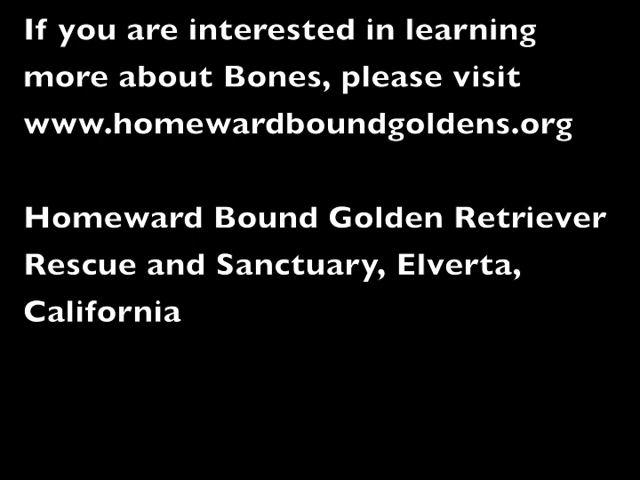 If you are interested in learning
more about Bones, please visit
www.homewardboundgoldens.org
Homeward Bound Golden Retriever
Rescue and Sanctuary, Elverta,
California